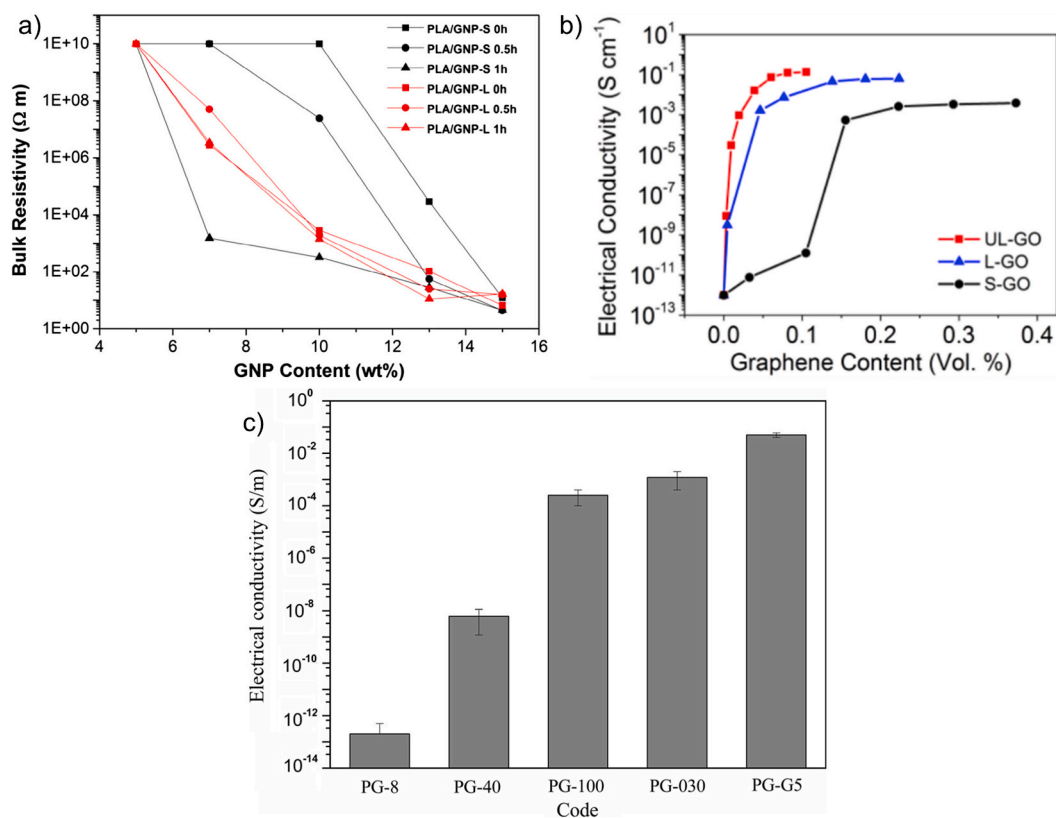 a)
Bulk Resistivity (Ω m)
1E+10
1E+08
1E+06
1E+04
1E+02
1E+00
4 6 8 10 12 14 16
GNP Content (wt%)
PLA/GNP-S 0h
PLA/GNP-S 0.5h
PLA/GNP-S 1h
PLA/GNP-L 0h
PLA/GNP-L 0.5h
PLA/GNP-L 1h
b)
Electrical Conductivity (S cm⁻¹)
10¹
10⁻¹
10⁻³
10⁻⁵
10⁻⁷
10⁻⁹
10⁻¹¹
10⁻¹³
0.0 0.1 0.2 0.3 0.4
Graphene Content (Vol. %)
UL-GO
L-GO
S-GO
c)
Electrical conductivity (S/m)
10⁰
10⁻²
10⁻⁴
10⁻⁶
10⁻⁸
10⁻¹⁰
10⁻¹²
10⁻¹⁴
PG-8 PG-40 PG-100 PG-030 PG-G5
Code